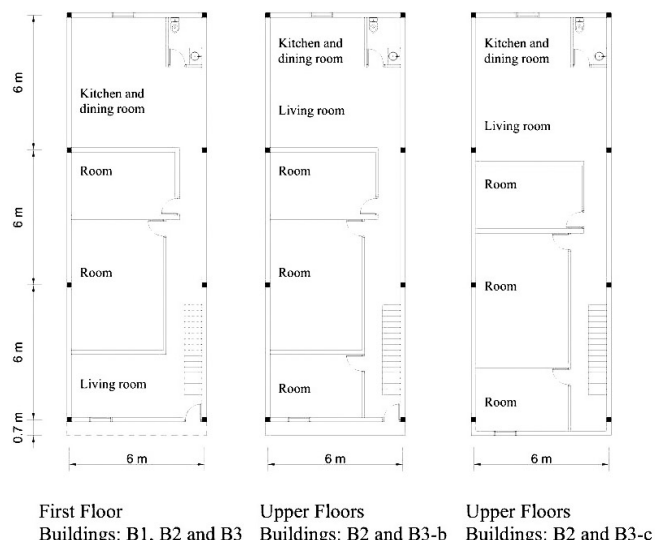 Kitchen and
dining room
Room
Room
Living room
Kitchen and
dining room
Living room
Room
Room
Room
Kitchen and
dining room
Living room
Room
Room
Room
6 m
6 m
6 m
0.7 m
6 m
6 m
6 m
First Floor
Buildings: B1, B2 and B3
Upper Floors
Buildings: B2 and B3-b
Upper Floors
Buildings: B2 and B3-c